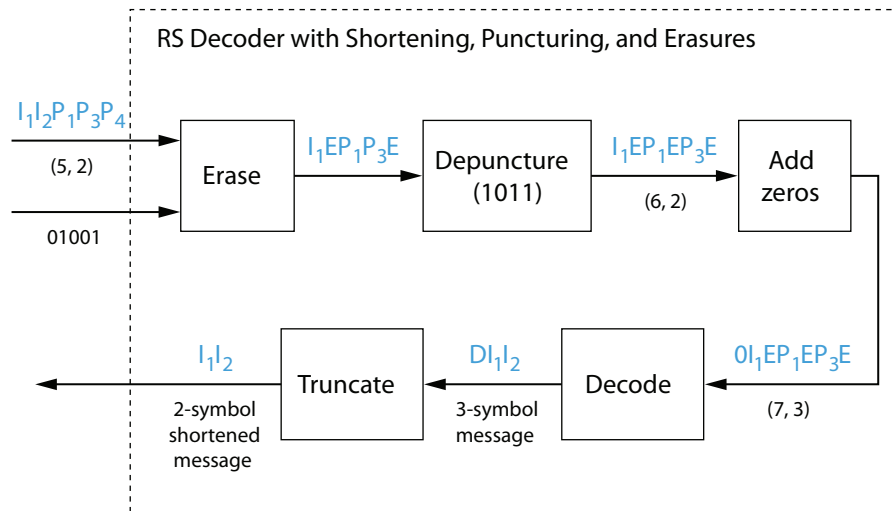 RS Decoder with Shortening, Puncturing, and Erasures
I₁I₂P₁P₃P₄
(5, 2)
01001
Erase
I₁EP₁P₃E
Depuncture
(1011)
I₁EP₁EP₃E
(6, 2)
Add
zeros
0I₁EP₁EP₃E
(7, 3)
Decode
DI₁I₂
3-symbol
message
Truncate
I₁I₂
2-symbol
shortened
message